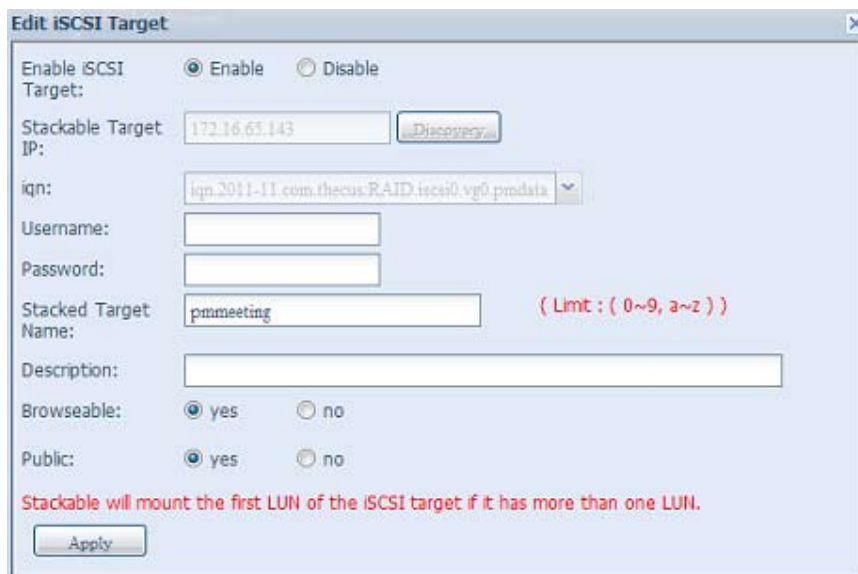 Edit iSCSI Target
Enable iSCSI Target: Enable Disable
Stackable Target IP: 172.16.65.143 Discovery
iqn: iqn.2011-11.com.thecus:RAID.iscsi0.vg0.pmdata
Username:
Password:
Stacked Target Name: pmmeeting ( Limit : ( 0~9, a~z ) )
Description:
Browseable: yes no
Public: yes no
Stackable will mount the first LUN of the iSCSI target if it has more than one LUN.
Apply